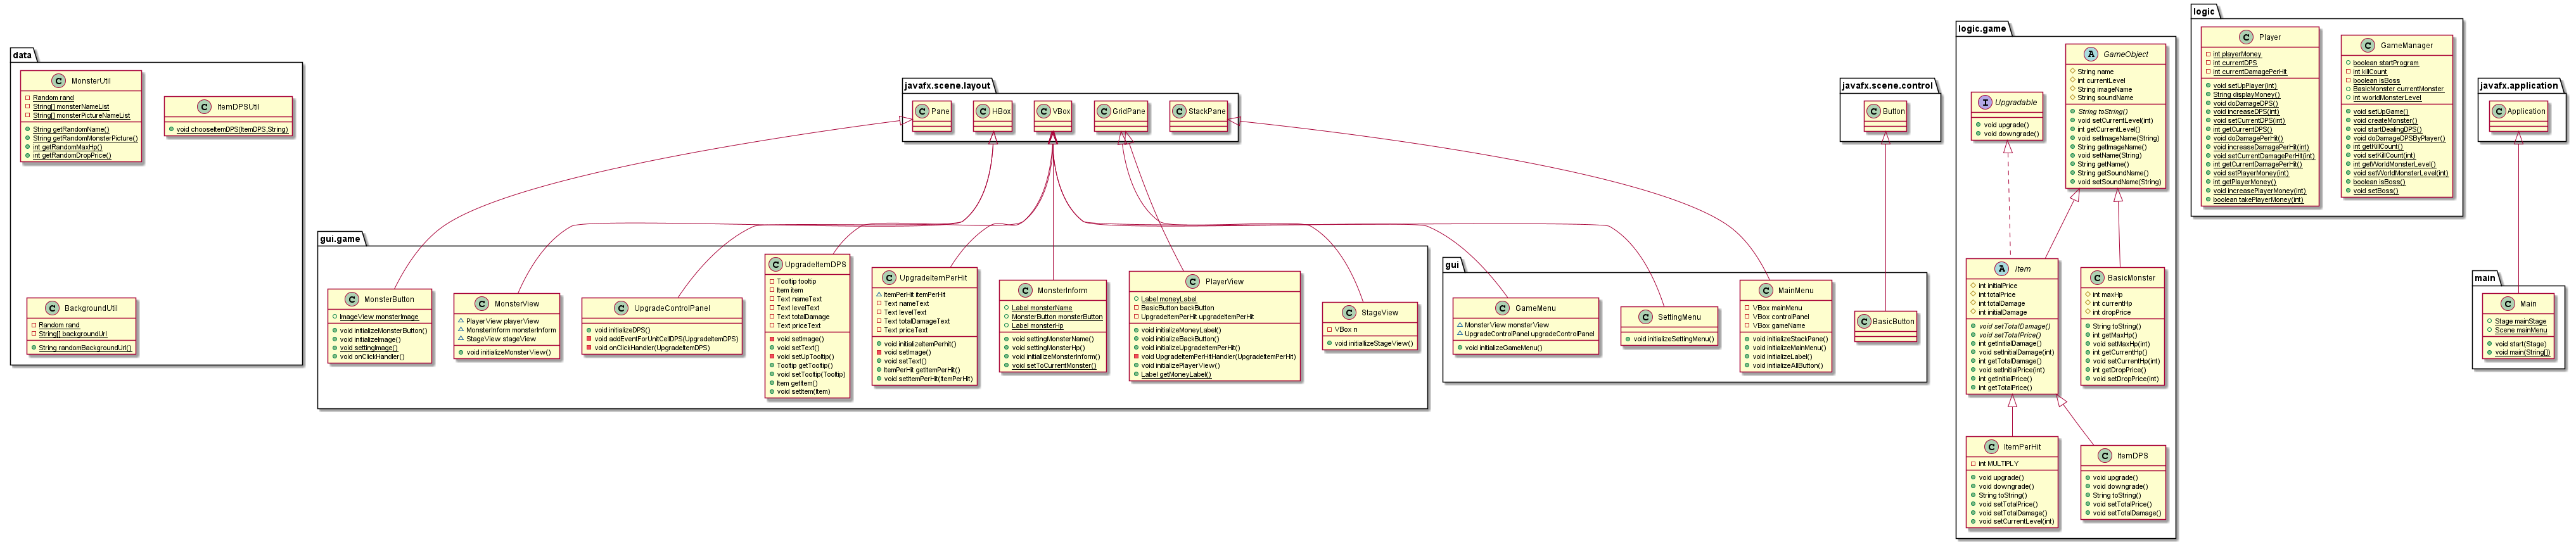 data
C MonsterUtil
Random rand
String[] monsterNameList
String[] monsterPictureNameList
String getRandomName()
String getRandomMonsterPicture()
int getRandomMaxHp()
int getRandomDropPrice()
C ItemDPSUtil
void chooseItemDPS(ItemDPS,String)
C BackgroundUtil
Random rand
String[] backgroundUrl
String randomBackgroundUrl()
javafx.scene.layout
C Pane
C HBox
C VBox
C GridPane
C StackPane
gui.game
C MonsterButton
ImageView monsterImage
void initializeMonsterButton()
void initializeImage()
void settingImage()
void onClickHandler()
C MonsterView
PlayerView playerView
MonsterInform monsterInform
StageView stageView
void initializeMonsterView()
C UpgradeControlPanel
void initializeDPS()
void addEventForUnitCellDPS(UpgradeItemDPS)
void onClickHandler(UpgradeItemDPS)
C UpgradeItemDPS
Tooltip tooltip
Item item
Text nameText
Text levelText
Text totalDamage
Text priceText
void setImage()
void setText()
void setUpTooltip()
Tooltip getTooltip()
void setTooltip(Tooltip)
Item getItem()
void setItem(Item)
C UpgradeItemPerHit
ItemPerHit itemPerHit
Text nameText
Text levelText
Text totalDamageText
Text priceText
void initializeItemPerhit()
void setImage()
void setText()
ItemPerHit getItemPerHit()
void setItemPerHit(ItemPerHit)
C MonsterInform
Label monsterName
MonsterButton monsterButton
Label monsterHp
void settingMonsterName()
void settingMonsterHp()
void initializeMonsterInform()
void setToCurrentMonster()
C PlayerView
Label moneyLabel
BasicButton backButton
UpgradeItemPerHit upgradeItemPerHit
void initializeMoneyLabel()
void initializeBackButton()
void initializeUpgradeItemPerHit()
void UpgradeItemPerHitHandler(UpgradeItemPerHit)
void initializePlayerView()
Label getMoneyLabel()
C StageView
VBox n
void initializeStageView()
gui
C GameMenu
MonsterView monsterView
UpgradeControlPanel upgradeControlPanel
void initializeGameMenu()
C SettingMenu
void initializeSettingMenu()
C MainMenu
VBox mainMenu
VBox controlPanel
VBox gameName
void initializeStackPane()
void initializeMainMenu()
void initializeLabel()
void initializeAllButton()
C BasicButton
javafx.scene.control
C Button
logic.game
I Upgradable
void upgrade()
void downgrade()
A GameObject
String name
int currentLevel
String imageName
String soundName
String toString()
void setCurrentLevel(int)
int getCurrentLevel()
void setImageName(String)
String getImageName()
void setName(String)
String getName()
String getSoundName()
void setSoundName(String)
A Item
int initialPrice
int totalPrice
int totalDamage
int initialDamage
void setTotalDamage()
void setTotalPrice()
int getInitialDamage()
void setInitialDamage(int)
int getTotalDamage()
void setInitialPrice(int)
int getInitialPrice()
int getTotalPrice()
C BasicMonster
int maxHp
int currentHp
int dropPrice
String toString()
int getMaxHp()
void setMaxHp(int)
int getCurrentHp()
void setCurrentHp(int)
int getDropPrice()
void setDropPrice(int)
C ItemPerHit
int MULTIPLY
void upgrade()
void downgrade()
String toString()
void setTotalPrice()
void setTotalDamage()
void setCurrentLevel(int)
C ItemDPS
void upgrade()
void downgrade()
String toString()
void setTotalPrice()
void setTotalDamage()
logic
C Player
int playerMoney
int currentDPS
int currentDamagePerHit
void setUpPlayer(int)
String displayMoney()
void doDamageDPS()
void increaseDPS(int)
void setCurrentDPS(int)
int getCurrentDPS()
void doDamagePerHit()
void increaseDamagePerHit(int)
void setCurrentDamagePerHit(int)
int getCurrentDamagePerHit()
void setPlayerMoney(int)
int getPlayerMoney()
void increasePlayerMoney(int)
boolean takePlayerMoney(int)
C GameManager
boolean startProgram
int killCount
boolean isBoss
BasicMonster currentMonster
int worldMonsterLevel
void setUpGame()
void createMonster()
void startDealingDPS()
void doDamageDPSByPlayer()
int getKillCount()
void setKillCount(int)
int getWorldMonsterLevel()
void setWorldMonsterLevel(int)
boolean isBoss()
void setBoss()
javafx.application
C Application
main
C Main
Stage mainStage
Scene mainMenu
void start(Stage)
void main(String[])